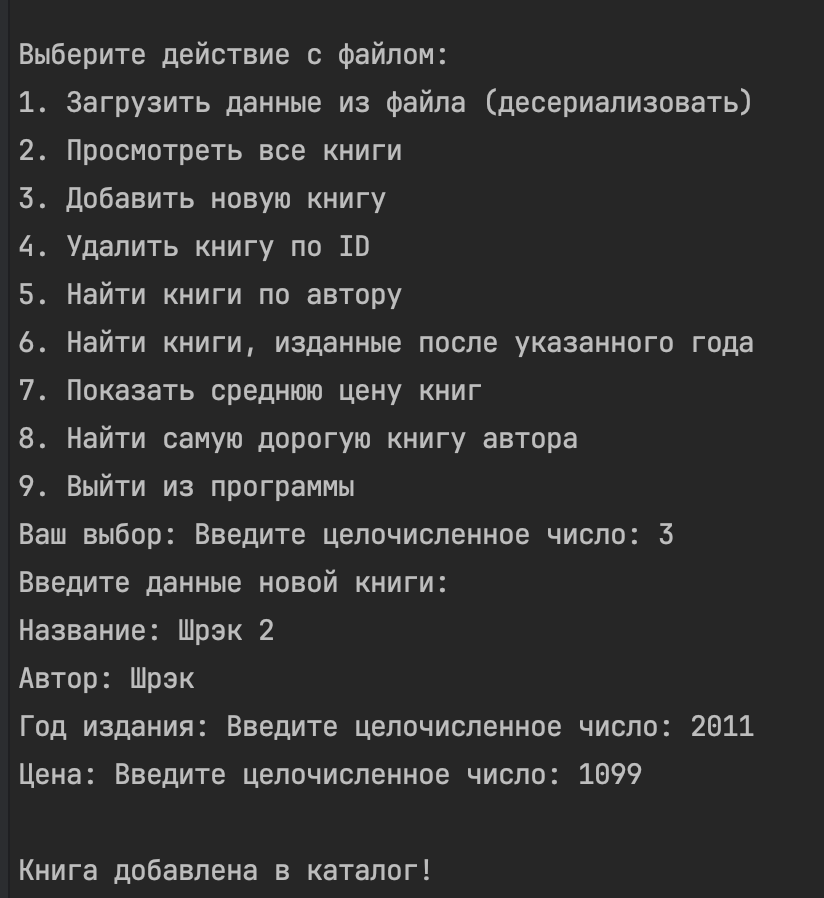 Выберите действие с файлом:
1. Загрузить данные из файла (десериализовать)
2. Просмотреть все книги
3. Добавить новую книгу
4. Удалить книгу по ID
5. Найти книги по автору
6. Найти книги, изданные после указанного года
7. Показать среднюю цену книг
8. Найти самую дорогую книгу автора
9. Выйти из программы
Ваш выбор: Введите целочисленное число: 3
Введите данные новой книги:
Название: Шрэк 2
Автор: Шрэк
Год издания: Введите целочисленное число: 2011
Цена: Введите целочисленное число: 1099
Книга добавлена в каталог!